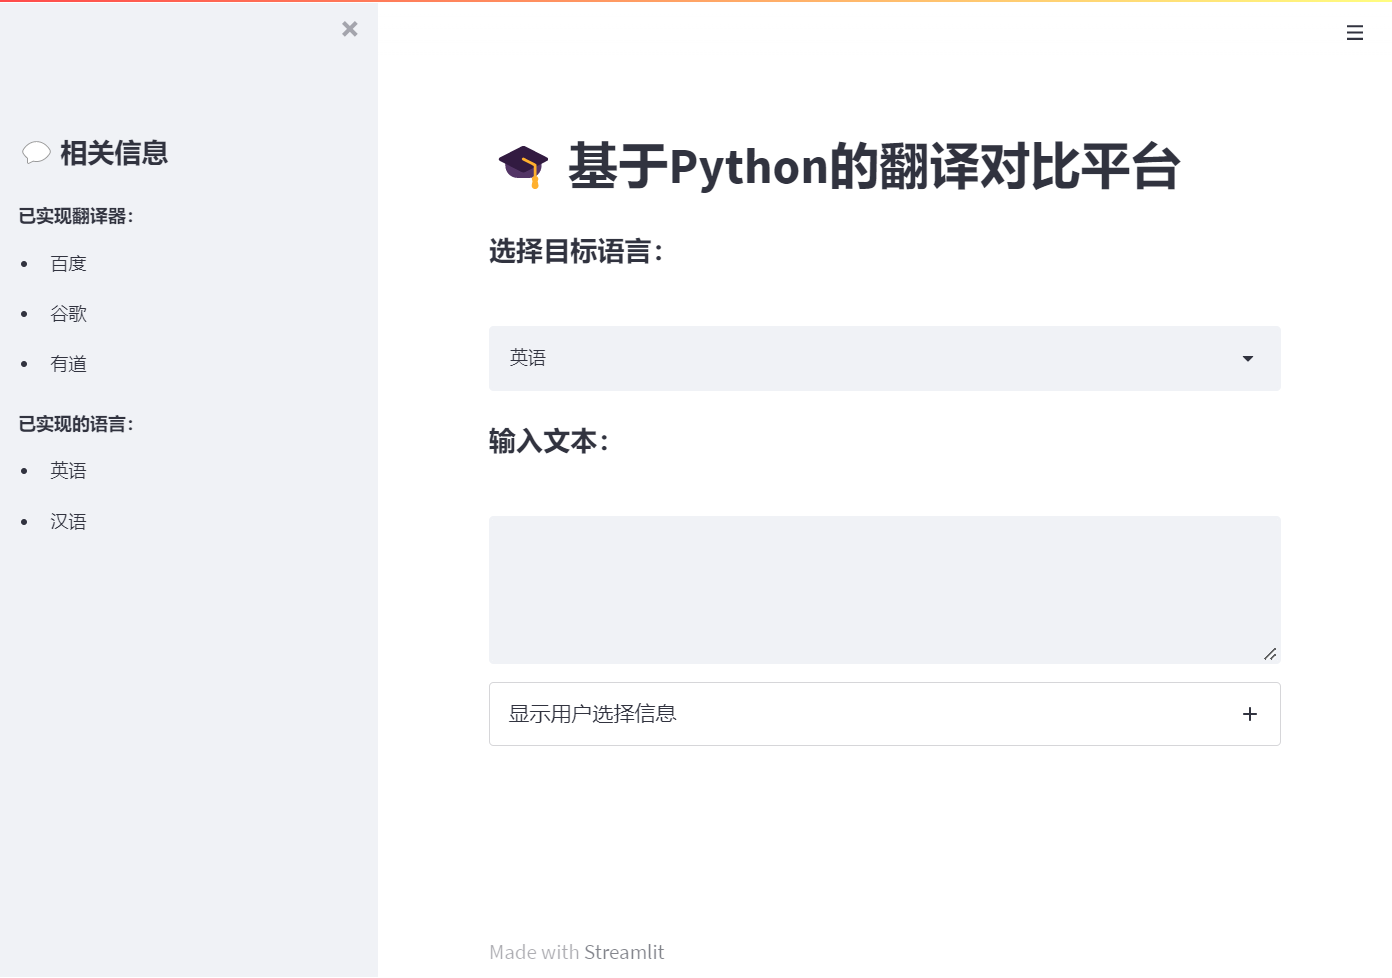 相关信息
已实现翻译器：
百度
谷歌
有道
已实现的语言：
英语
汉语
基于Python的翻译对比平台
选择目标语言：
英语
输入文本：
显示用户选择信息
Made with Streamlit